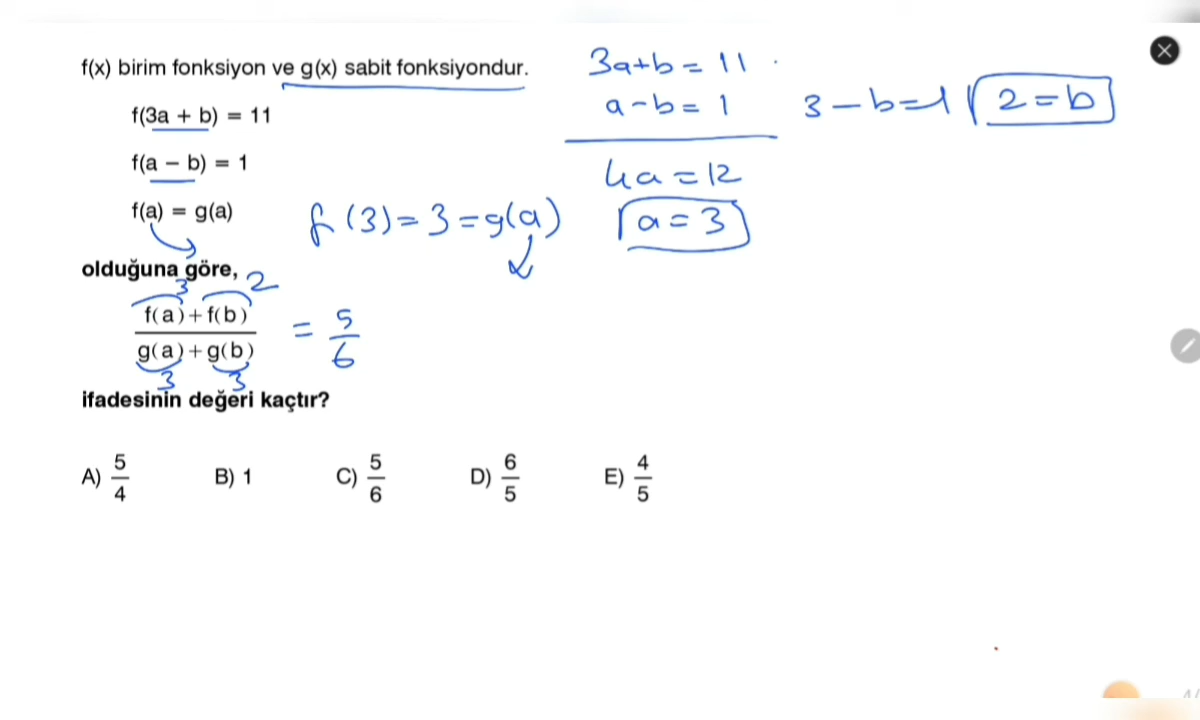 f(x) birim fonksiyon ve g(x) sabit fonksiyondur.
f(3a + b) = 11
f(a − b) = 1
f(a) = g(a)
olduğuna göre,
f(a)+f(b)
g(a)+g(b)
ifadesinin değeri kaçtır?
A) 5/4 B) 1 C) 5/6 D) 6/5 E) 4/5
3a+b = 11
a-b = 1
4a = 12
a = 3
3-b=1 2=b
f(3)=3=g(a)
3 2
= 5/6
3 3